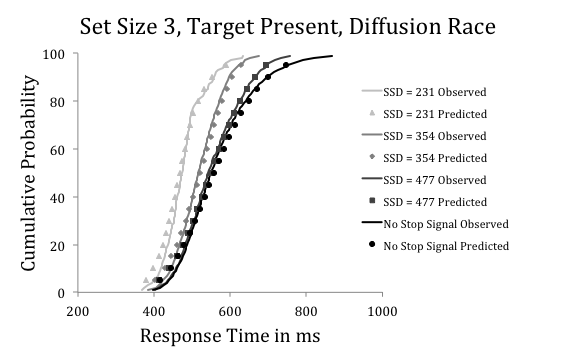 Set Size 3, Target Present, Diffusion Race
Cumulative Probability
100
80
60
40
20
0
200
400
600
800
1000
Response Time in ms
SSD = 231 Observed
SSD = 231 Predicted
SSD = 354 Observed
SSD = 354 Predicted
SSD = 477 Observed
SSD = 477 Predicted
No Stop Signal Observed
No Stop Signal Predicted